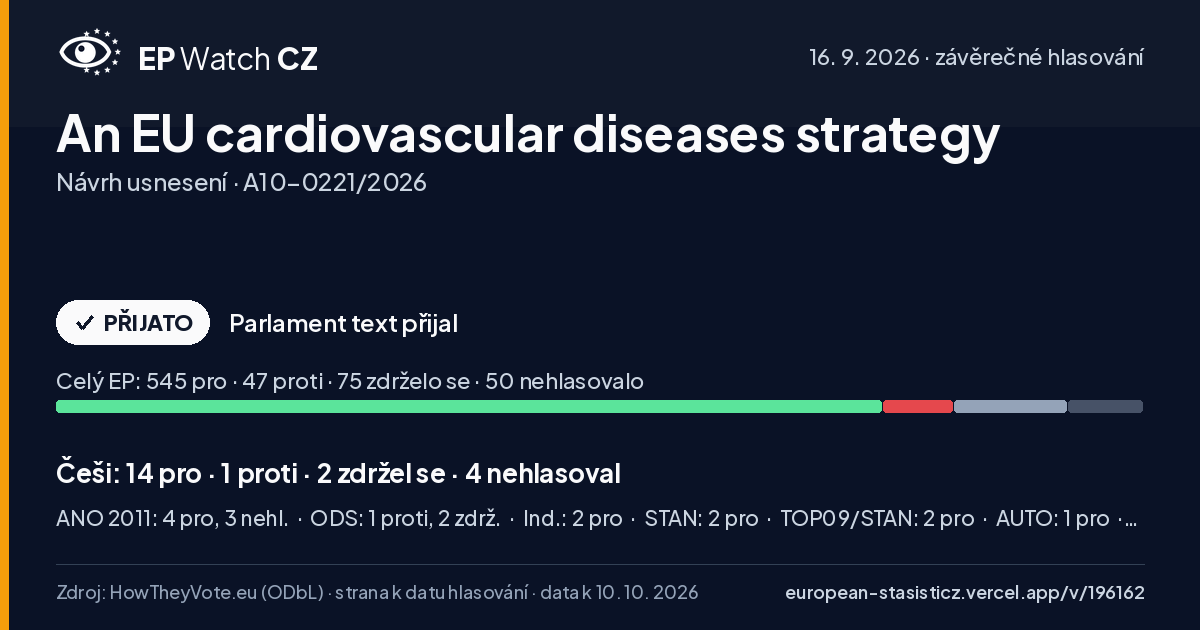 EP Watch CZ
16. 9. 2026 · závěrečné hlasování
An EU cardiovascular diseases strategy
Návrh usnesení · A10-0221/2026
✓ PŘIJATO Parlament text přijal
Celý EP: 545 pro · 47 proti · 75 zdrželo se · 50 nehlasovalo
Češi: 14 pro · 1 proti · 2 zdržel se · 4 nehlasoval
ANO 2011: 4 pro, 3 nehl. · ODS: 1 proti, 2 zdrž. · Ind.: 2 pro · STAN: 2 pro · TOP09/STAN: 2 pro · AUTO: 1 pro ·…
Zdroj: HowTheyVote.eu (ODbL) · strana k datu hlasování · data k 10. 10. 2026
european-stasisticz.vercel.app/v/196162